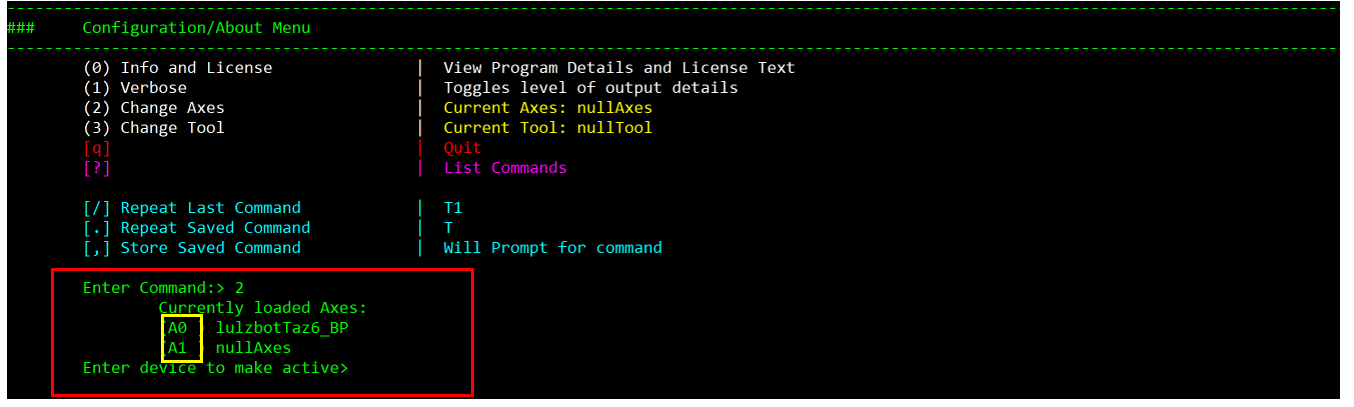 ### Configuration/About Menu
(0) Info and License | View Program Details and License Text
(1) Verbose | Toggles level of output details
(2) Change Axes | Current Axes: nullAxes
(3) Change Tool | Current Tool: nullTool
[q] | Quit
[?] | List Commands
[/] Repeat Last Command | T1
[.] Repeat Saved Command | T
[,] Store Saved Command | Will Prompt for command
Enter Command:> 2
Currently loaded Axes:
(A0 ) lulzbotTaz6_BP
(A1 ) nullAxes
Enter device to make active>